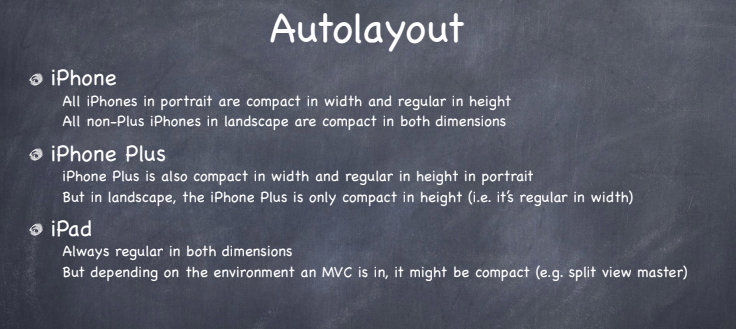 Autolayout
iPhone
All iPhones in portrait are compact in width and regular in height
All non-Plus iPhones in landscape are compact in both dimensions
iPhone Plus
iPhone Plus is also compact in width and regular in height in portrait
But in landscape, the iPhone Plus is only compact in height (i.e. it's regular in width)
iPad
Always regular in both dimensions
But depending on the environment an MVC is in, it might be compact (e.g. split view master)